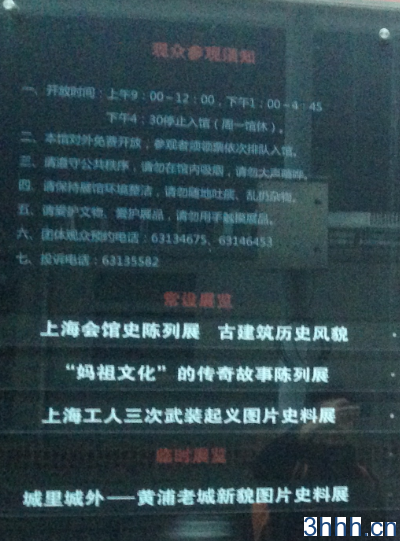 观众参观须知
一、开放时间：上午9：00—12：00，下午1：00—4：45
下午4：30停止入馆（周一馆休）。
二、本馆对外免费开放，参观者须领票依次排队入馆。
三、请遵守公共秩序，请勿在馆内吸烟，请勿大声喧哗。
四、请保持展馆环境整洁，请勿随地吐痰、乱扔杂物。
五、请爱护文物、爱护展品，请勿用手触摸展品。
六、团体观众预约电话：63134675、63146453
七、投诉电话：63135582
常设展览
上海会馆史陈列展 古建筑历史风貌
“妈祖文化”的传奇故事陈列展
上海工人三次武装起义图片史料展
临时展览
城里城外——黄浦老城新貌图片史料展
3hhh.cn